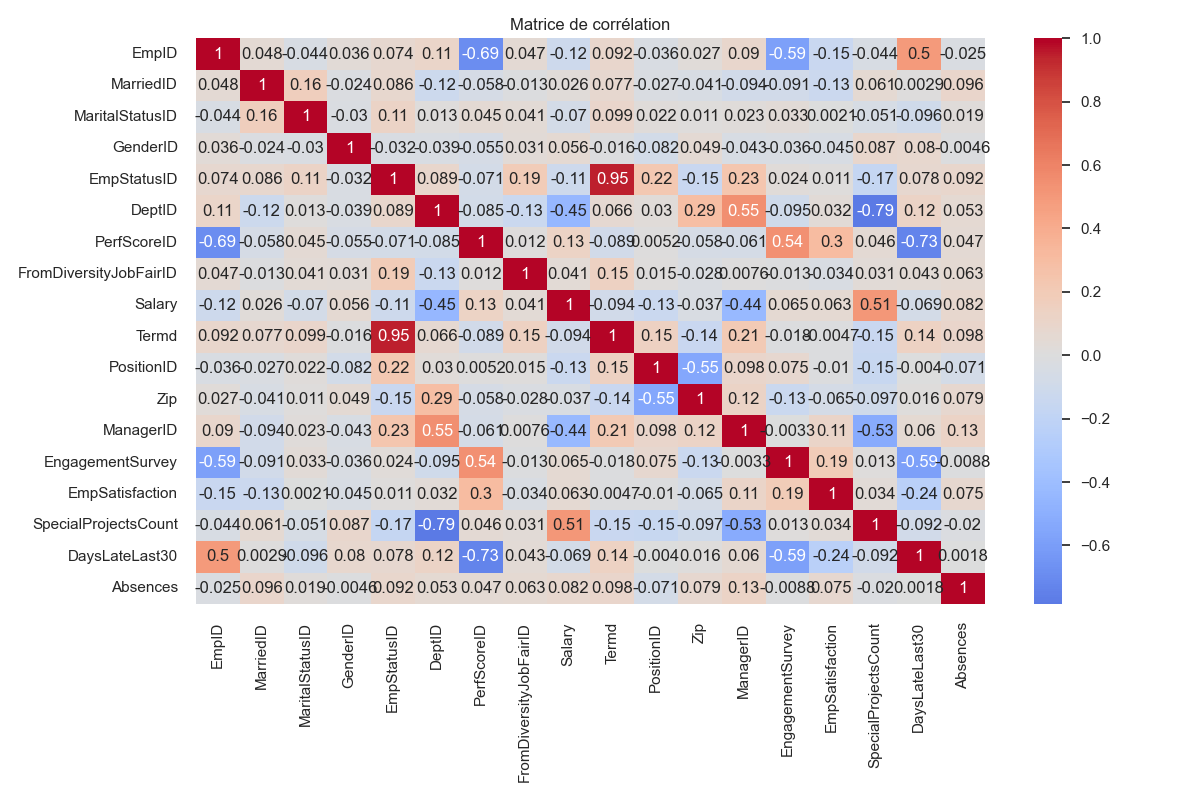 Matrice de corrélation
EmpID 1 0.048 -0.044 0.036 0.074 0.11 -0.69 0.047 -0.12 0.092 -0.036 0.027 0.09 -0.59 -0.15 -0.044 0.5 -0.025 1.0
MarriedID 0.048 1 0.16 -0.024 0.086 -0.12 -0.058 -0.013 0.026 0.077 -0.027 -0.041 -0.094 -0.091 -0.13 0.061 0.0029 0.096
0.8
MaritalStatusID -0.044 0.16 1 -0.03 0.11 0.013 0.045 0.041 -0.07 0.099 0.022 0.011 0.023 0.033 0.0021 -0.051 -0.096 0.019
GenderID 0.036 -0.024 -0.03 1 -0.032 -0.039 -0.055 0.031 0.056 -0.016 -0.082 0.049 -0.043 -0.036 -0.045 0.087 0.08 -0.0046
0.6
EmpStatusID 0.074 0.086 0.11 -0.032 1 0.089 -0.071 0.19 -0.11 0.95 0.22 -0.15 0.23 0.024 0.011 -0.17 0.078 0.092
DeptID 0.11 -0.12 0.013 -0.039 0.089 1 -0.085 -0.13 -0.45 0.066 0.03 0.29 0.55 -0.095 0.032 -0.79 0.12 0.053
0.4
PerfScoreID -0.69 -0.058 0.045 -0.055 -0.071 -0.085 1 0.012 0.13 -0.089 0.0052 -0.058 -0.061 0.54 0.3 0.046 -0.73 0.047
FromDiversityJobFairID 0.047 -0.013 0.041 0.031 0.19 -0.13 0.012 1 0.041 0.15 0.015 -0.028 0.0076 -0.013 -0.034 0.031 0.043 0.063
0.2
Salary -0.12 0.026 -0.07 0.056 -0.11 -0.45 0.13 0.041 1 -0.094 -0.13 -0.037 -0.44 0.065 0.063 0.51 -0.069 0.082
Termd 0.092 0.077 0.099 -0.016 0.95 0.066 -0.089 0.15 -0.094 1 0.15 -0.14 0.21 -0.018 -0.0047 -0.15 0.14 0.098
0.0
PositionID -0.036 -0.027 0.022 -0.082 0.22 0.03 0.0052 0.015 -0.13 0.15 1 -0.55 0.098 0.075 -0.01 -0.15 -0.004 -0.071
Zip 0.027 -0.041 0.011 0.049 -0.15 0.29 -0.058 -0.028 -0.037 -0.14 -0.55 1 0.12 -0.13 -0.065 -0.097 0.016 0.079
−0.2
ManagerID 0.09 -0.094 0.023 -0.043 0.23 0.55 -0.061 0.0076 -0.44 0.21 0.098 0.12 1 -0.0033 0.11 -0.53 0.06 0.13
EngagementSurvey -0.59 -0.091 0.033 -0.036 0.024 -0.095 0.54 -0.013 0.065 -0.018 0.075 -0.13 -0.0033 1 0.19 0.013 -0.59 -0.0088
−0.4
EmpSatisfaction -0.15 -0.13 0.0021 -0.045 0.011 0.032 0.3 -0.034 0.063 -0.0047 -0.01 -0.065 0.11 0.19 1 0.034 -0.24 0.075
SpecialProjectsCount -0.044 0.061 -0.051 0.087 -0.17 -0.79 0.046 0.031 0.51 -0.15 -0.15 -0.097 -0.53 0.013 0.034 1 -0.092 -0.02
−0.6
DaysLateLast30 0.5 0.0029 -0.096 0.08 0.078 0.12 -0.73 0.043 -0.069 0.14 -0.004 0.016 0.06 -0.59 -0.24 -0.092 1 0.0018
Absences -0.025 0.096 0.019 -0.0046 0.092 0.053 0.047 0.063 0.082 0.098 -0.071 0.079 0.13 -0.0088 0.075 -0.02 0.0018 1
EmpID
MarriedID
MaritalStatusID
GenderID
EmpStatusID
DeptID
PerfScoreID
FromDiversityJobFairID
Salary
Termd
PositionID
Zip
ManagerID
EngagementSurvey
EmpSatisfaction
SpecialProjectsCount
DaysLateLast30
Absences